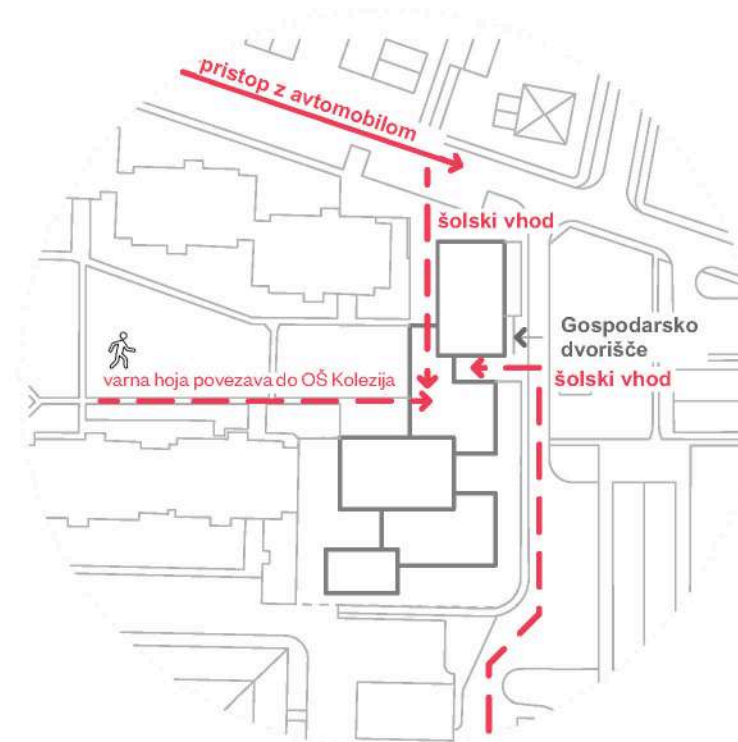 pristop z avtomobilom
šolski vhod
Gospodarsko
dvorišče
šolski vhod
varna hoja povezava do OŠ Kolezija